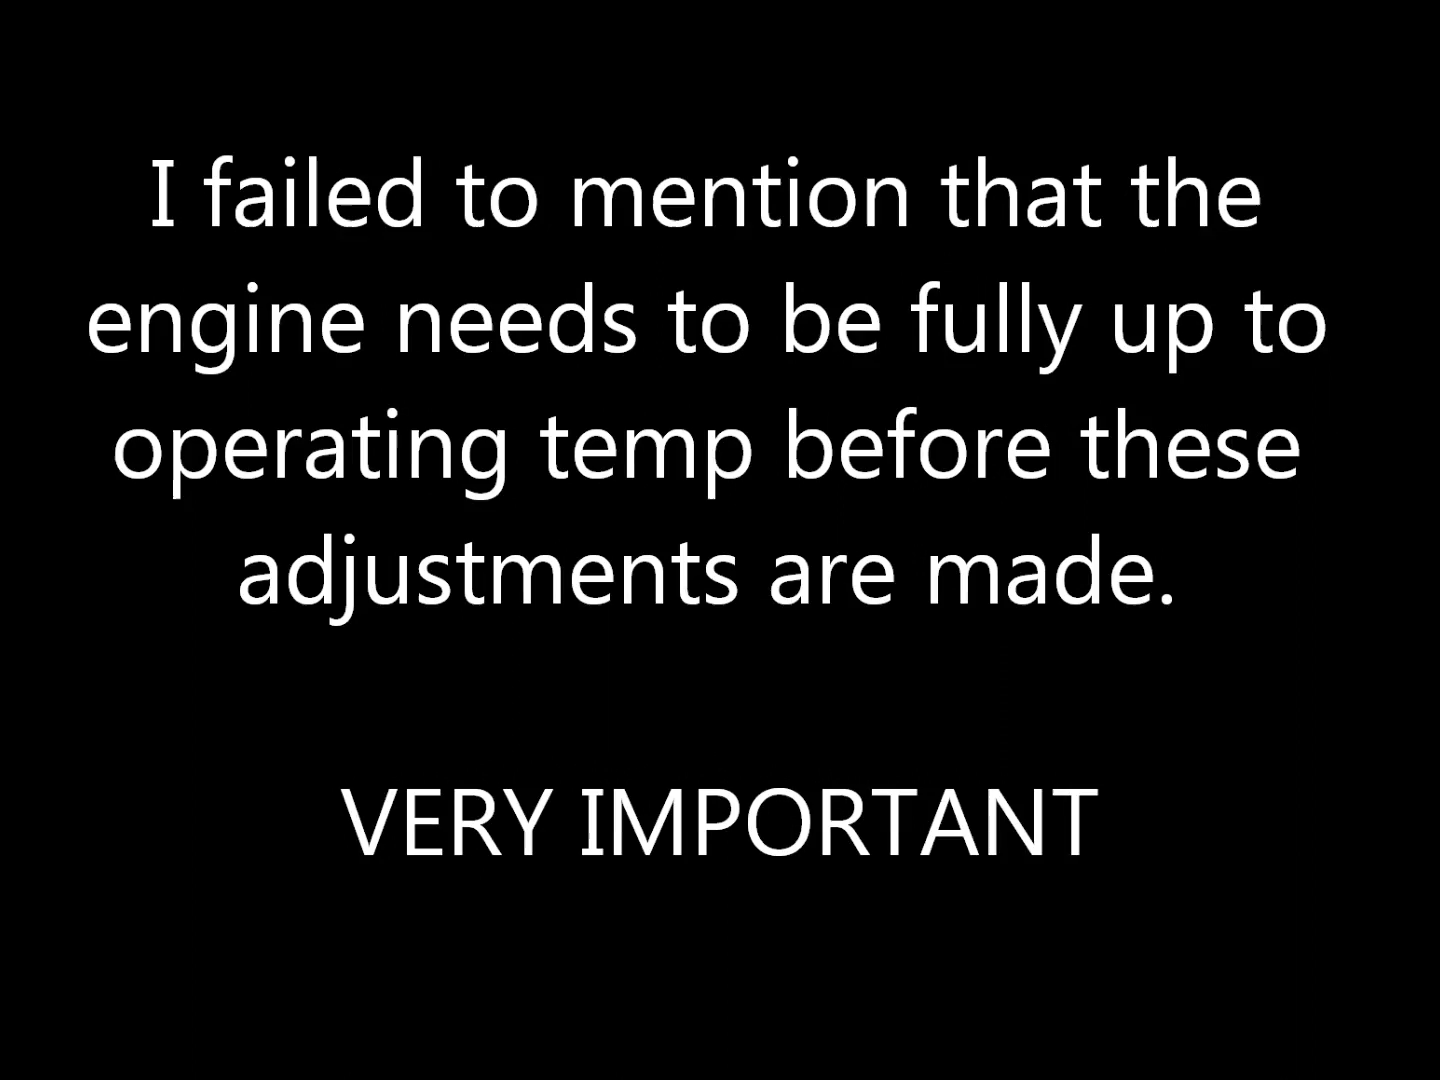 I failed to mention that the
engine needs to be fully up to
operating temp before these
adjustments are made.
VERY IMPORTANT